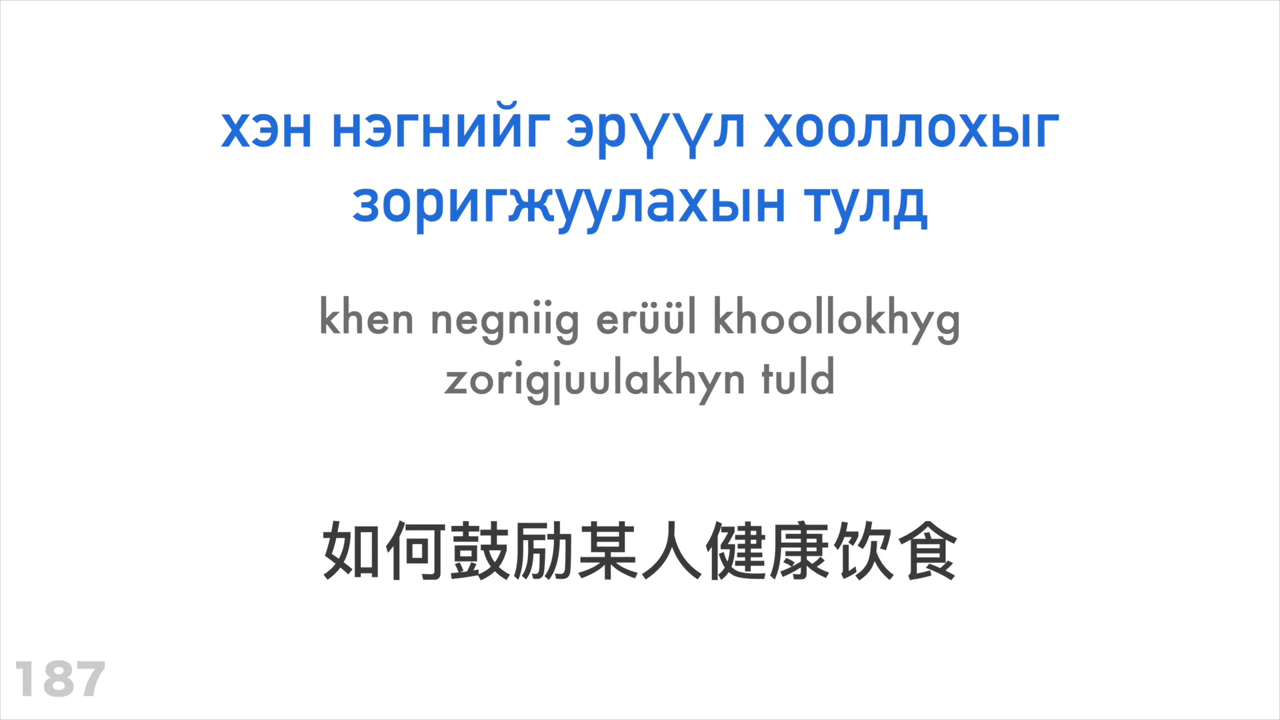 хэн нэгнийг эрүүл хооллохыг
зоригжуулахын тулд
khen negniig erüül khoollokhyg
zorigjuulakhyn tuld
如何鼓励某人健康饮食
187